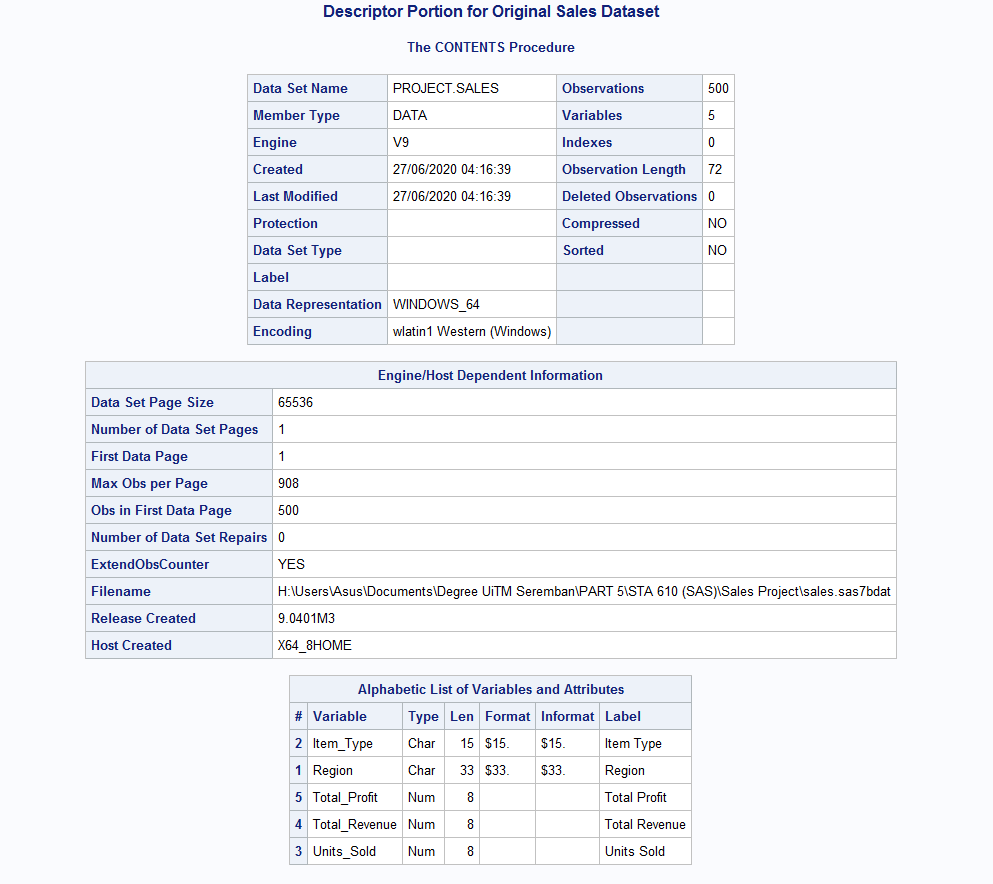 Descriptor Portion for Original Sales Dataset
The CONTENTS Procedure
Data Set Name PROJECT.SALES Observations 500
Member Type DATA Variables 5
Engine V9 Indexes 0
Created 27/06/2020 04:16:39 Observation Length 72
Last Modified 27/06/2020 04:16:39 Deleted Observations 0
Protection Compressed NO
Data Set Type Sorted NO
Label
Data Representation WINDOWS_64
Encoding wlatin1 Western (Windows)
Engine/Host Dependent Information
Data Set Page Size 65536
Number of Data Set Pages 1
First Data Page 1
Max Obs per Page 908
Obs in First Data Page 500
Number of Data Set Repairs 0
ExtendObsCounter YES
Filename H:\Users\Asus\Documents\Degree UiTM Seremban\PART 5\STA 610 (SAS)\Sales Project\sales.sas7bdat
Release Created 9.0401M3
Host Created X64_8HOME
Alphabetic List of Variables and Attributes
# Variable Type Len Format Informat Label
2 Item_Type Char 15 $15. $15. Item Type
1 Region Char 33 $33. $33. Region
5 Total_Profit Num 8 Total Profit
4 Total_Revenue Num 8 Total Revenue
3 Units_Sold Num 8 Units Sold